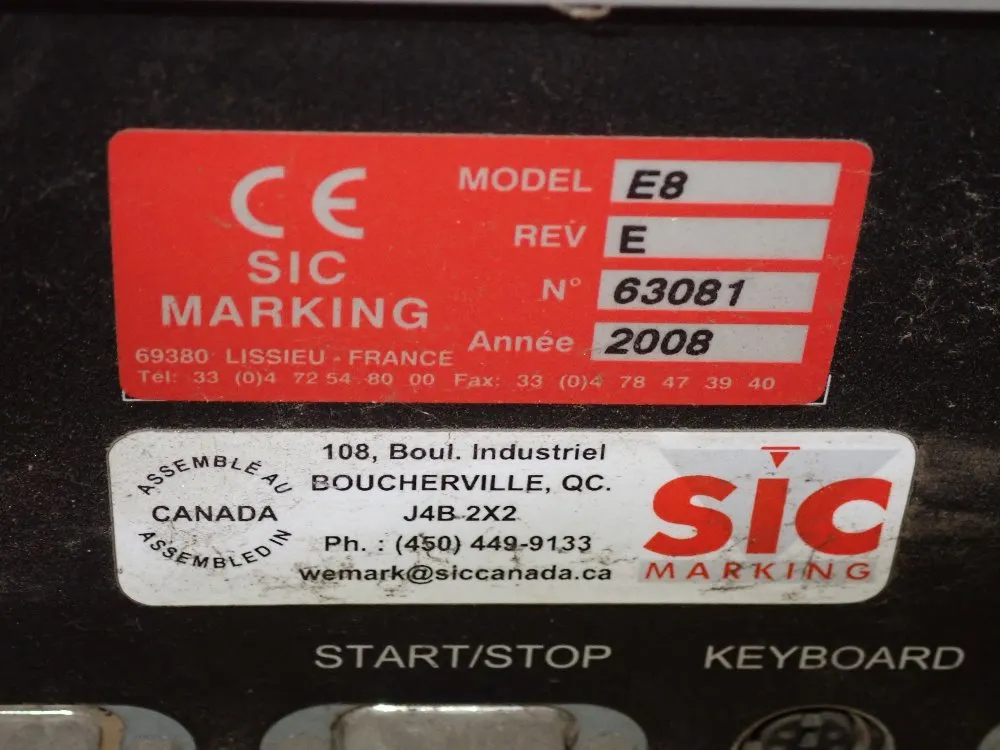 CE
SIC
MARKING
69380 LISSIEU - FRANCE
Tél: 33 (0)4 72 54 80 00 Fax: 33 (0)4 78 47 39 40
MODEL E8
REV E
N° 63081
Année 2008
ASSEMBLÉ AU
CANADA
ASSEMBLED IN
108, Boul. Industriel
BOUCHERVILLE, QC.
J4B 2X2
Ph. : (450) 449-9133
wemark@siccanada.ca
SIC
MARKING
START/STOP
KEYBOARD